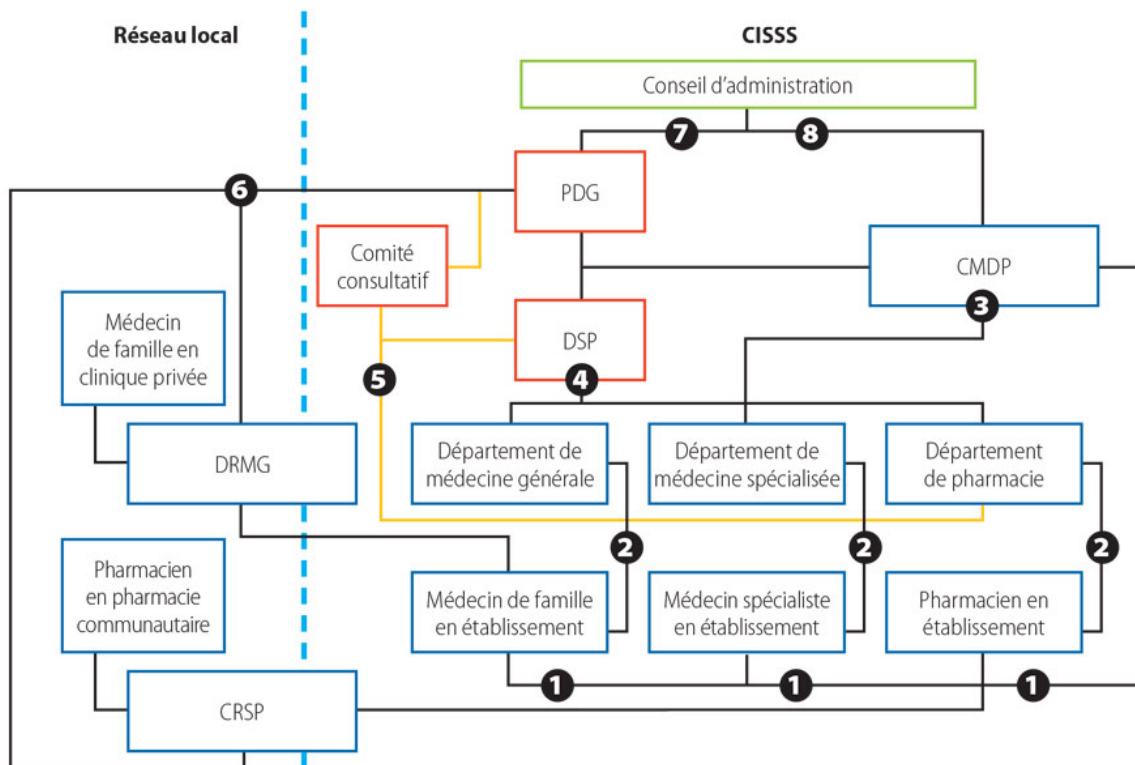 Réseau local
CISSS
Conseil d'administration
7
8
6
PDG
Comité
consultatif
CMDP
3
Médecin
de famille en
clinique privée
DSP
4
5
DRMG
Département de
médecine générale
Département de
médecine spécialisée
Département
de pharmacie
2
2
2
Pharmacien
en pharmacie
communautaire
Médecin de famille
en établissement
Médecin spécialiste
en établissement
Pharmacien en
établissement
1
1
1
CRSP